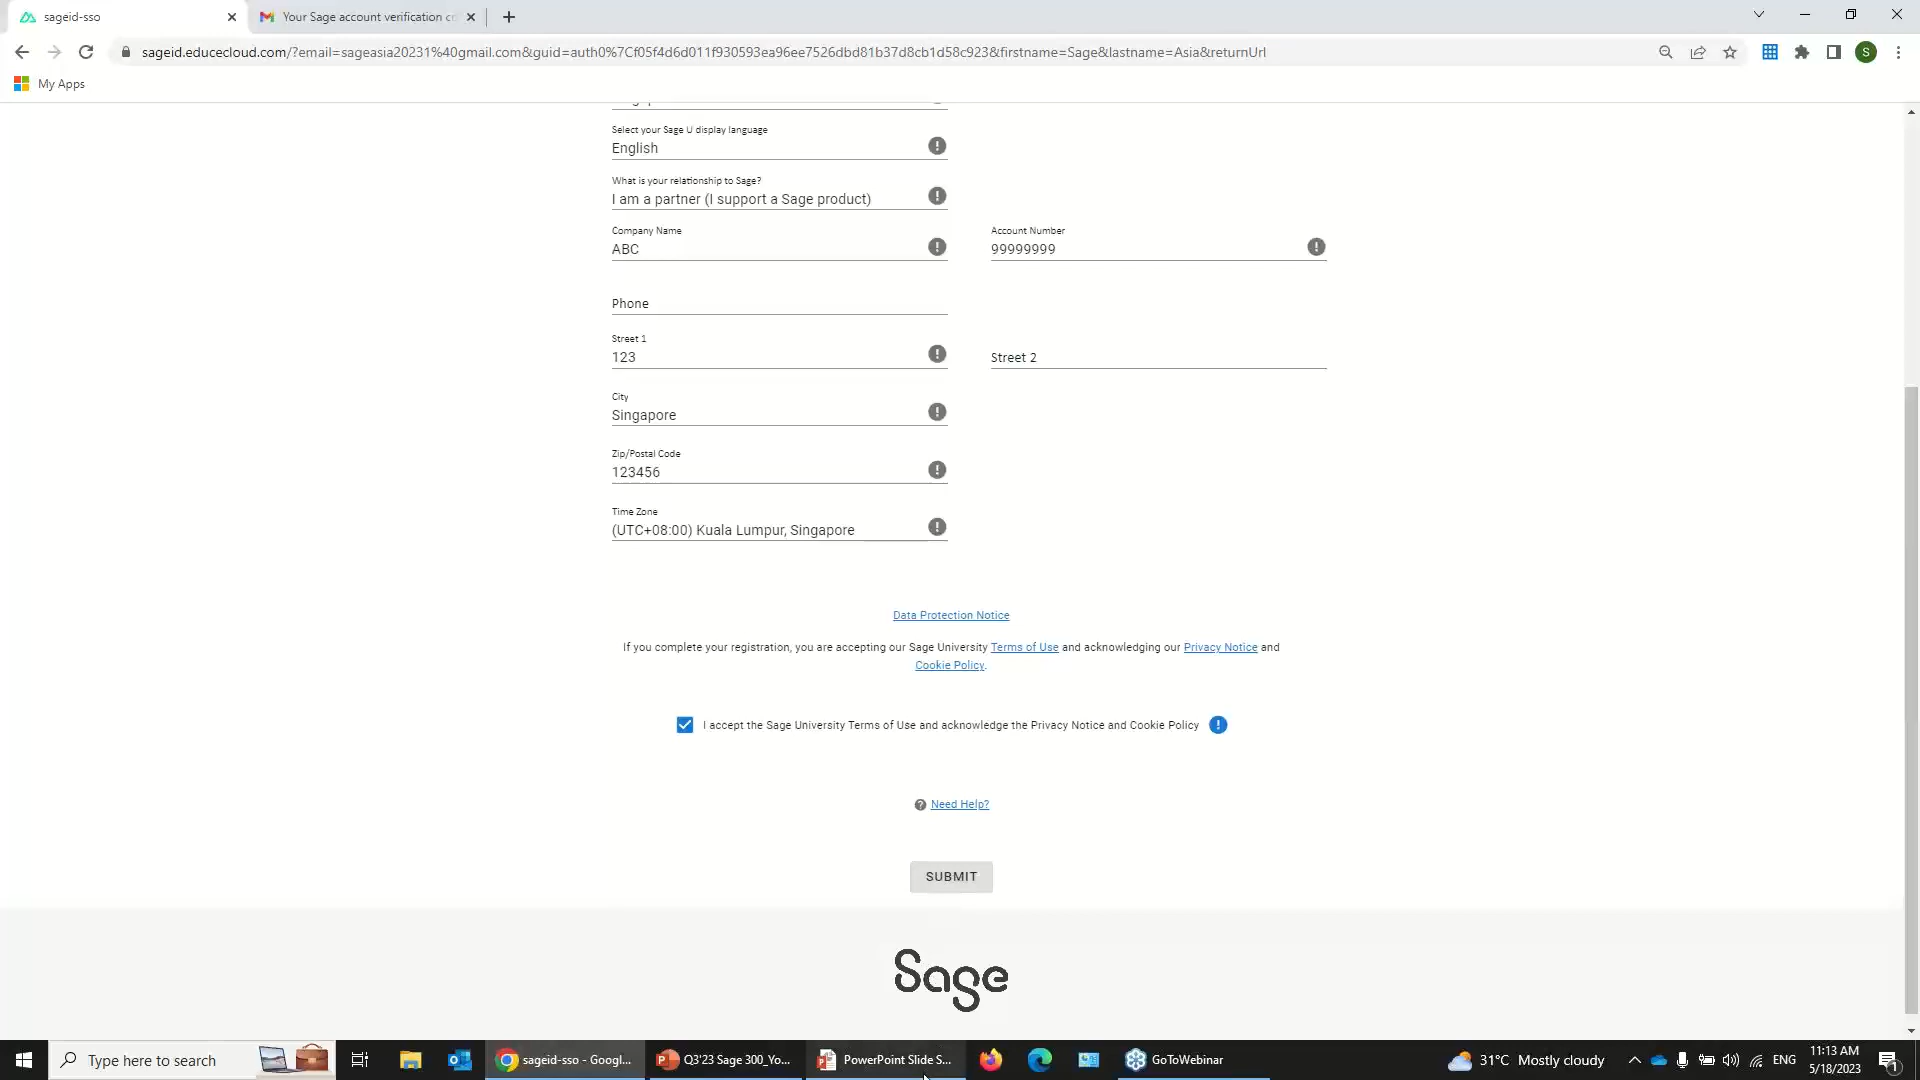 sageid-sso
Your Sage account verification c
sageid.educecloud.com/?email=sageasia20231%40gmail.com&guid=auth0%7Cf05f4d6d011f930593ea96ee7526dbd81b37d8cb1d58c923&firstname=Sage&lastname=Asia&returnUrl
S
My Apps
Select your Sage U display language
English
What is your relationship to Sage?
I am a partner (I support a Sage product)
Company Name
ABC
Account Number
99999999
Phone
Street 1
123
Street 2
City
Singapore
Zip/Postal Code
123456
Time Zone
(UTC+08:00) Kuala Lumpur, Singapore
Data Protection Notice
If you complete your registration, you are accepting our Sage University Terms of Use and acknowledging our Privacy Notice and
Cookie Policy.
I accept the Sage University Terms of Use and acknowledge the Privacy Notice and Cookie Policy
Need Help?
SUBMIT
Sage
Type here to search
sageid-sso - Googl...
Q3'23 Sage 300_Yo...
PowerPoint Slide S...
GoToWebinar
31°C Mostly cloudy
ENG
11:13 AM
5/18/2023
1